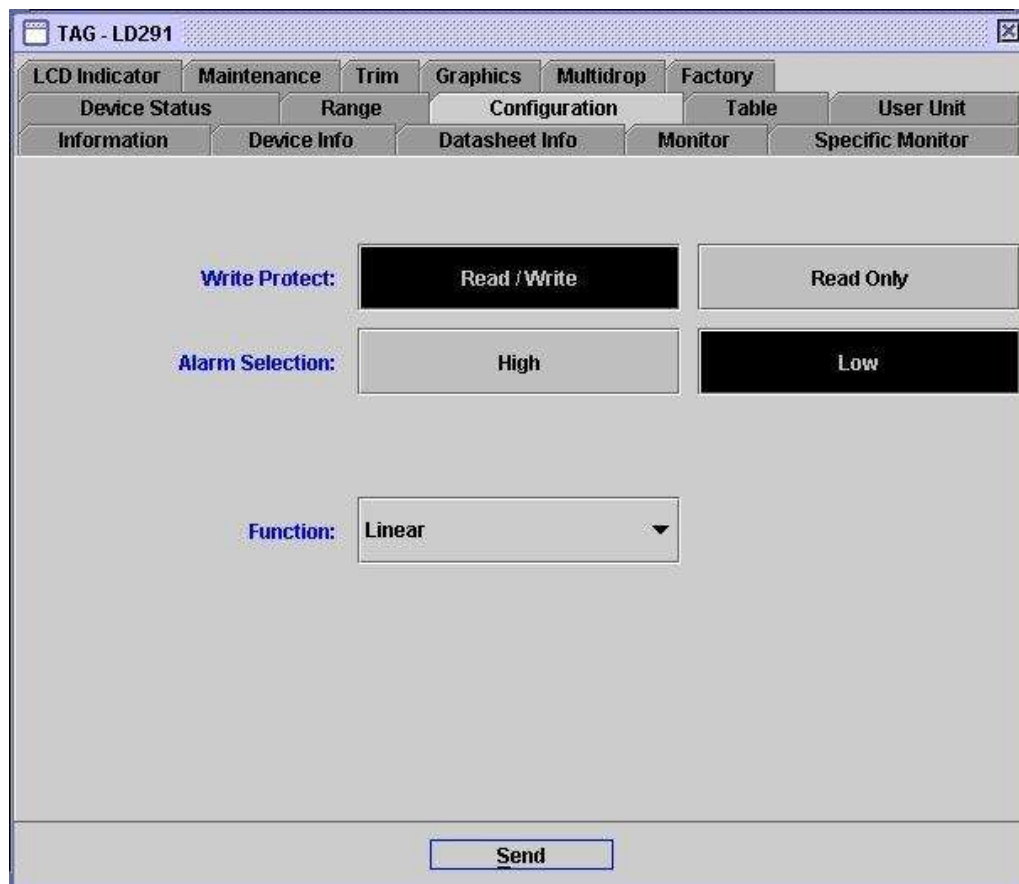 TAG - LD291
LCD Indicator Maintenance Trim Graphics Multidrop Factory
Device Status Range Configuration Table User Unit
Information Device Info Datasheet Info Monitor Specific Monitor
Write Protect: Read / Write Read Only
Alarm Selection: High Low
Function: Linear
Send